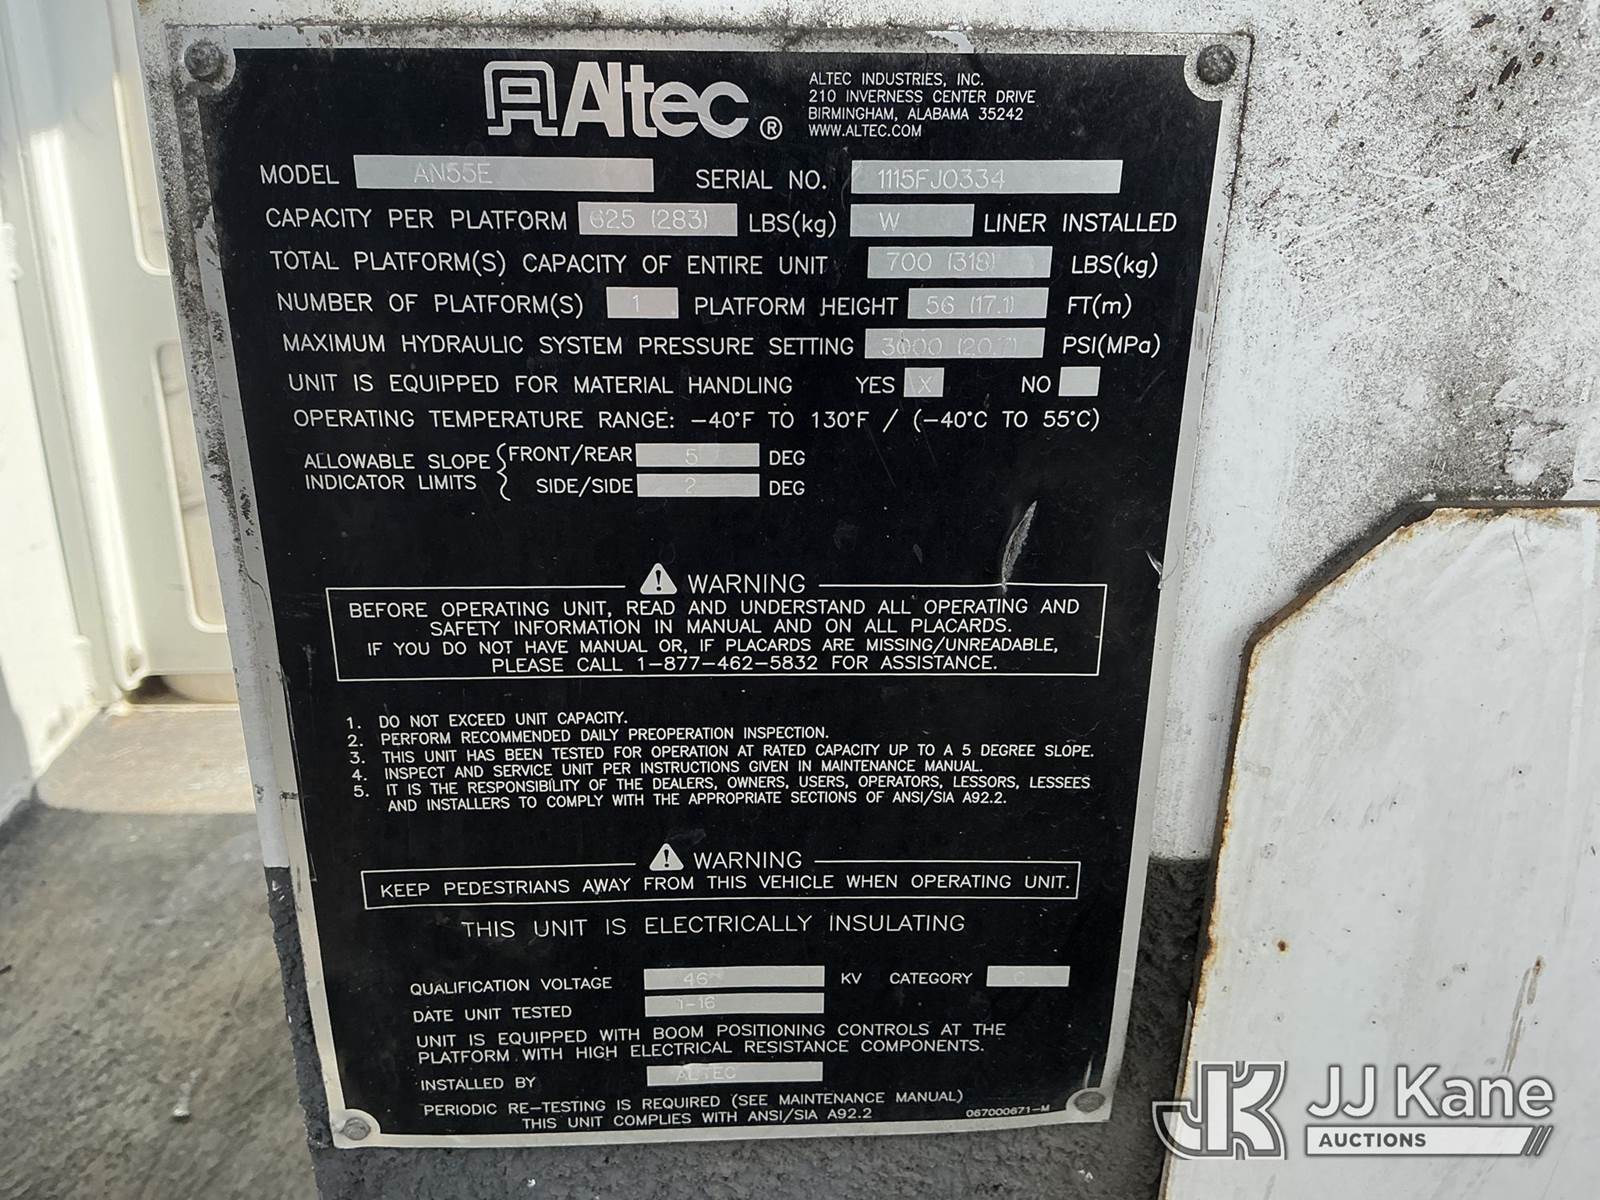 Altec®
ALTEC INDUSTRIES, INC.
210 INVERNESS CENTER DRIVE
BIRMINGHAM, ALABAMA 35242
WWW.ALTEC.COM
MODEL AN55E SERIAL NO. 1115FJ0334
CAPACITY PER PLATFORM 625 (283) LBS(kg) W LINER INSTALLED
TOTAL PLATFORM(S) CAPACITY OF ENTIRE UNIT 700 (318) LBS(kg)
NUMBER OF PLATFORM(S) 1 PLATFORM HEIGHT 56 (17.1) FT(m)
MAXIMUM HYDRAULIC SYSTEM PRESSURE SETTING 3000 (20.7) PSI(MPa)
UNIT IS EQUIPPED FOR MATERIAL HANDLING YES X NO
OPERATING TEMPERATURE RANGE: -40°F TO 130°F / (-40°C TO 55°C)
ALLOWABLE SLOPE INDICATOR LIMITS
FRONT/REAR 5 DEG
SIDE/SIDE 2 DEG
WARNING
BEFORE OPERATING UNIT, READ AND UNDERSTAND ALL OPERATING AND
SAFETY INFORMATION IN MANUAL AND ON ALL PLACARDS.
IF YOU DO NOT HAVE MANUAL OR, IF PLACARDS ARE MISSING/UNREADABLE,
PLEASE CALL 1-877-462-5832 FOR ASSISTANCE.
1. DO NOT EXCEED UNIT CAPACITY.
2. PERFORM RECOMMENDED DAILY PREOPERATION INSPECTION.
3. THIS UNIT HAS BEEN TESTED FOR OPERATION AT RATED CAPACITY UP TO A 5 DEGREE SLOPE.
4. INSPECT AND SERVICE UNIT PER INSTRUCTIONS GIVEN IN MAINTENANCE MANUAL.
5. IT IS THE RESPONSIBILITY OF THE DEALERS, OWNERS, USERS, OPERATORS, LESSORS, LESSEES
AND INSTALLERS TO COMPLY WITH THE APPROPRIATE SECTIONS OF ANSI/SIA A92.2.
WARNING
KEEP PEDESTRIANS AWAY FROM THIS VEHICLE WHEN OPERATING UNIT.
THIS UNIT IS ELECTRICALLY INSULATING
QUALIFICATION VOLTAGE 46 KV CATEGORY C
DATE UNIT TESTED 1-16
UNIT IS EQUIPPED WITH BOOM POSITIONING CONTROLS AT THE
PLATFORM WITH HIGH ELECTRICAL RESISTANCE COMPONENTS.
INSTALLED BY ALTEC
PERIODIC RE-TESTING IS REQUIRED (SEE MAINTENANCE MANUAL)
THIS UNIT COMPLIES WITH ANSI/SIA A92.2 067000671-M
JK JJ Kane
AUCTIONS